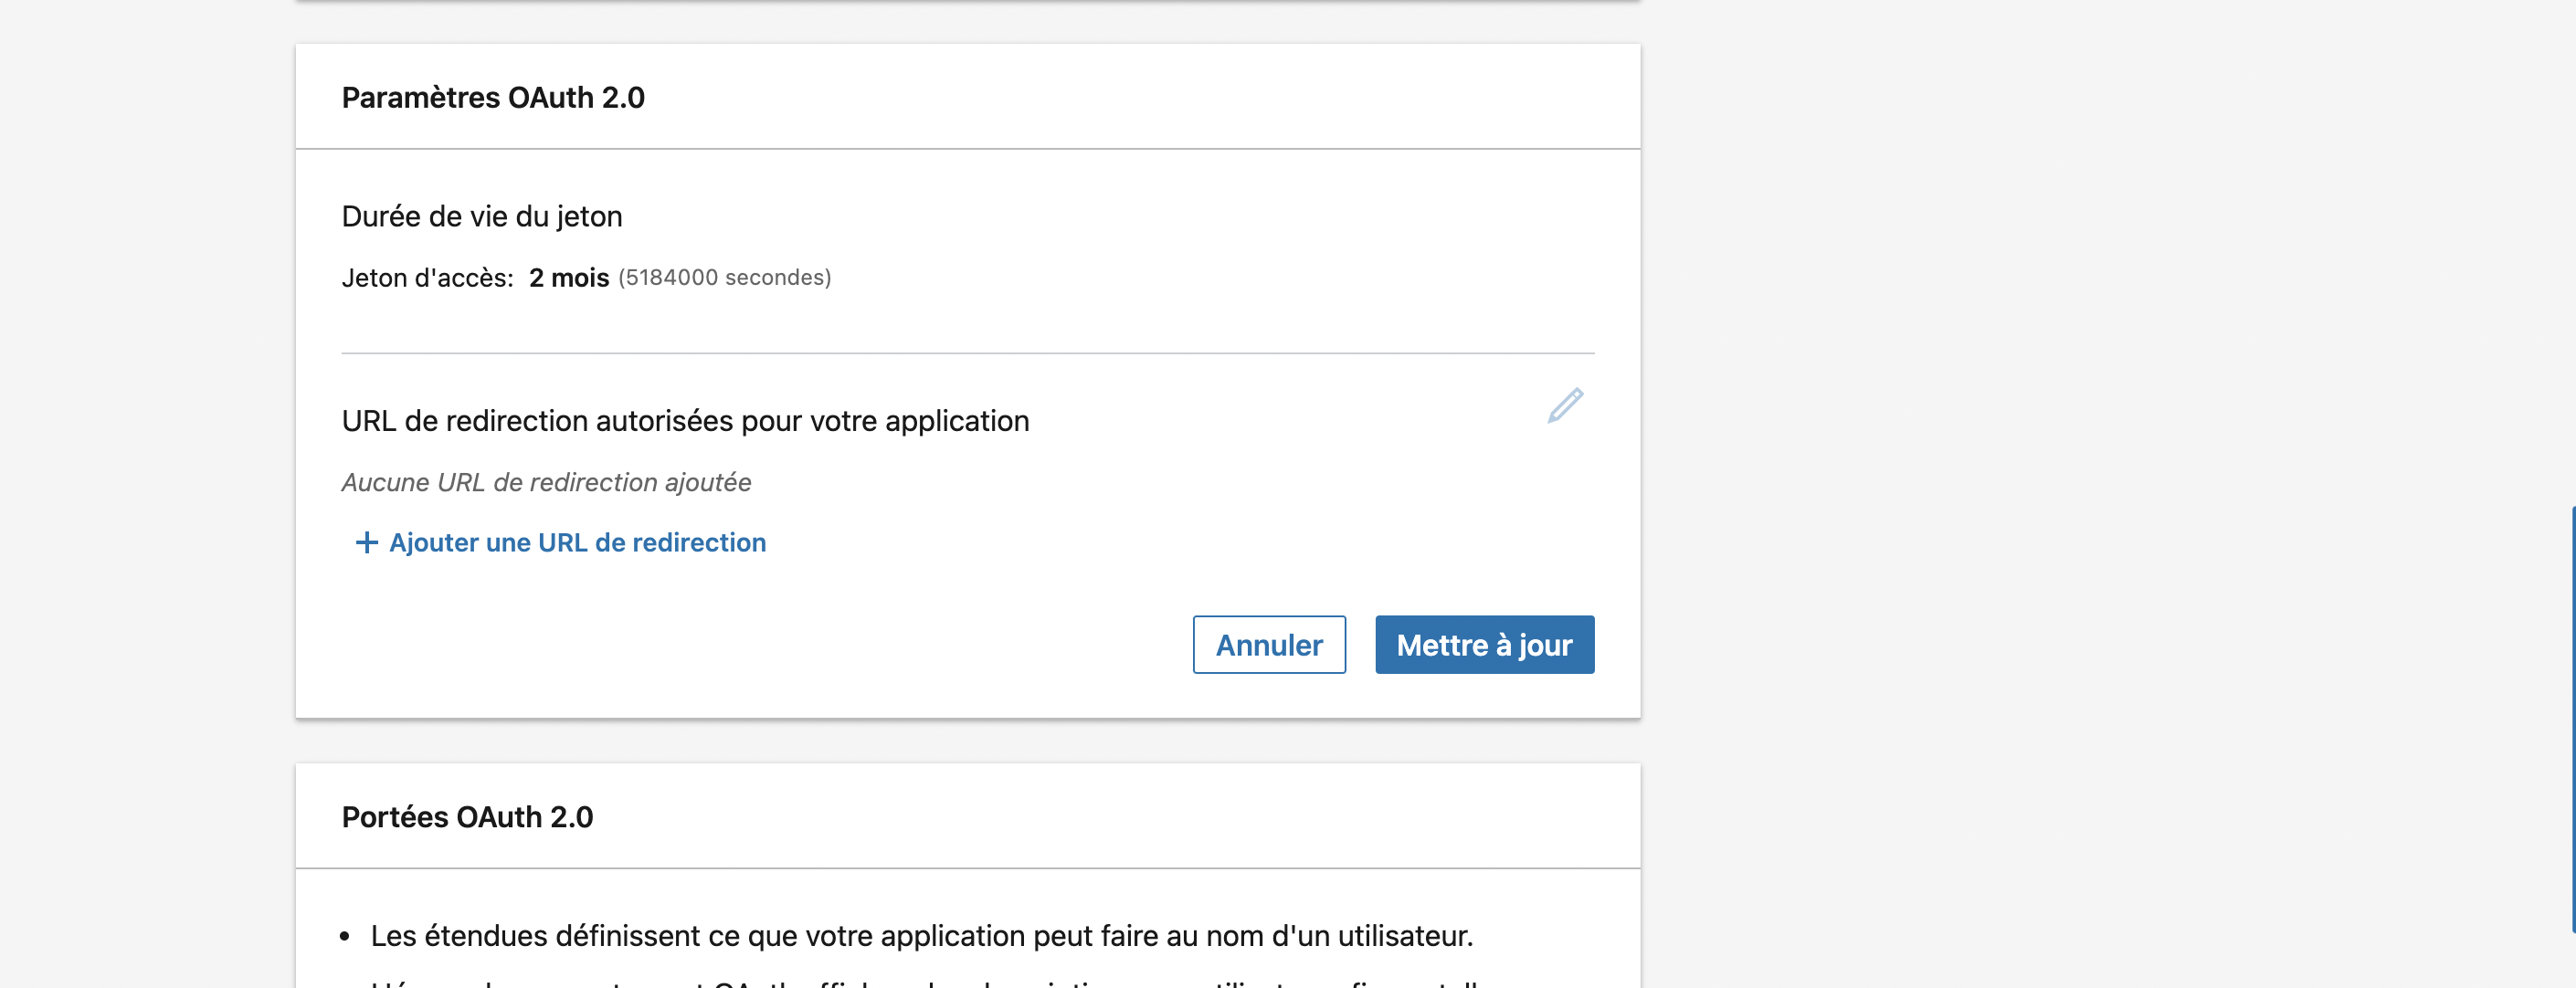 Paramètres OAuth 2.0
Durée de vie du jeton
Jeton d'accès: 2 mois (5184000 secondes)
URL de redirection autorisées pour votre application
Aucune URL de redirection ajoutée
+ Ajouter une URL de redirection
Annuler Mettre à jour
Portées OAuth 2.0
• Les étendues définissent ce que votre application peut faire au nom d'un utilisateur.